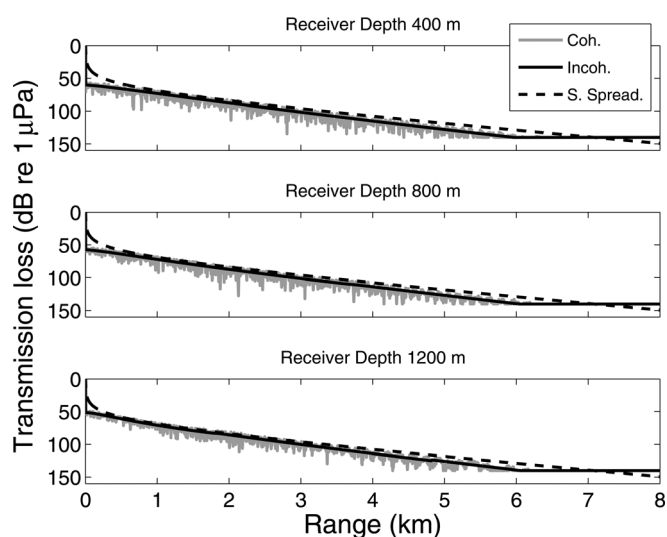 Receiver Depth 400 m
Coh.
Incoh.
S. Spread.
0
50
100
150
Receiver Depth 800 m
0
50
100
150
Receiver Depth 1200 m
0
50
100
150
0 1 2 3 4 5 6 7 8
Range (km)
Transmission loss (dB re 1 μPa)